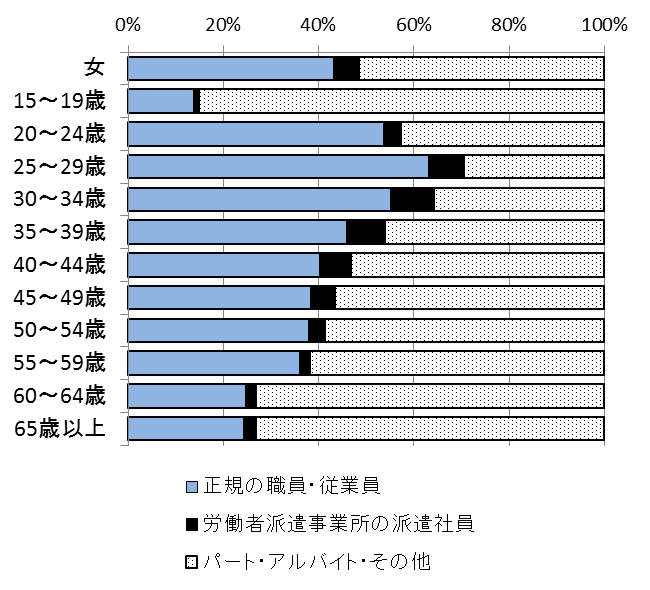 0% 20% 40% 60% 80% 100%
女
15～19歳
20～24歳
25～29歳
30～34歳
35～39歳
40～44歳
45～49歳
50～54歳
55～59歳
60～64歳
65歳以上
正規の職員・従業員
労働者派遣事業所の派遣社員
パート・アルバイト・その他